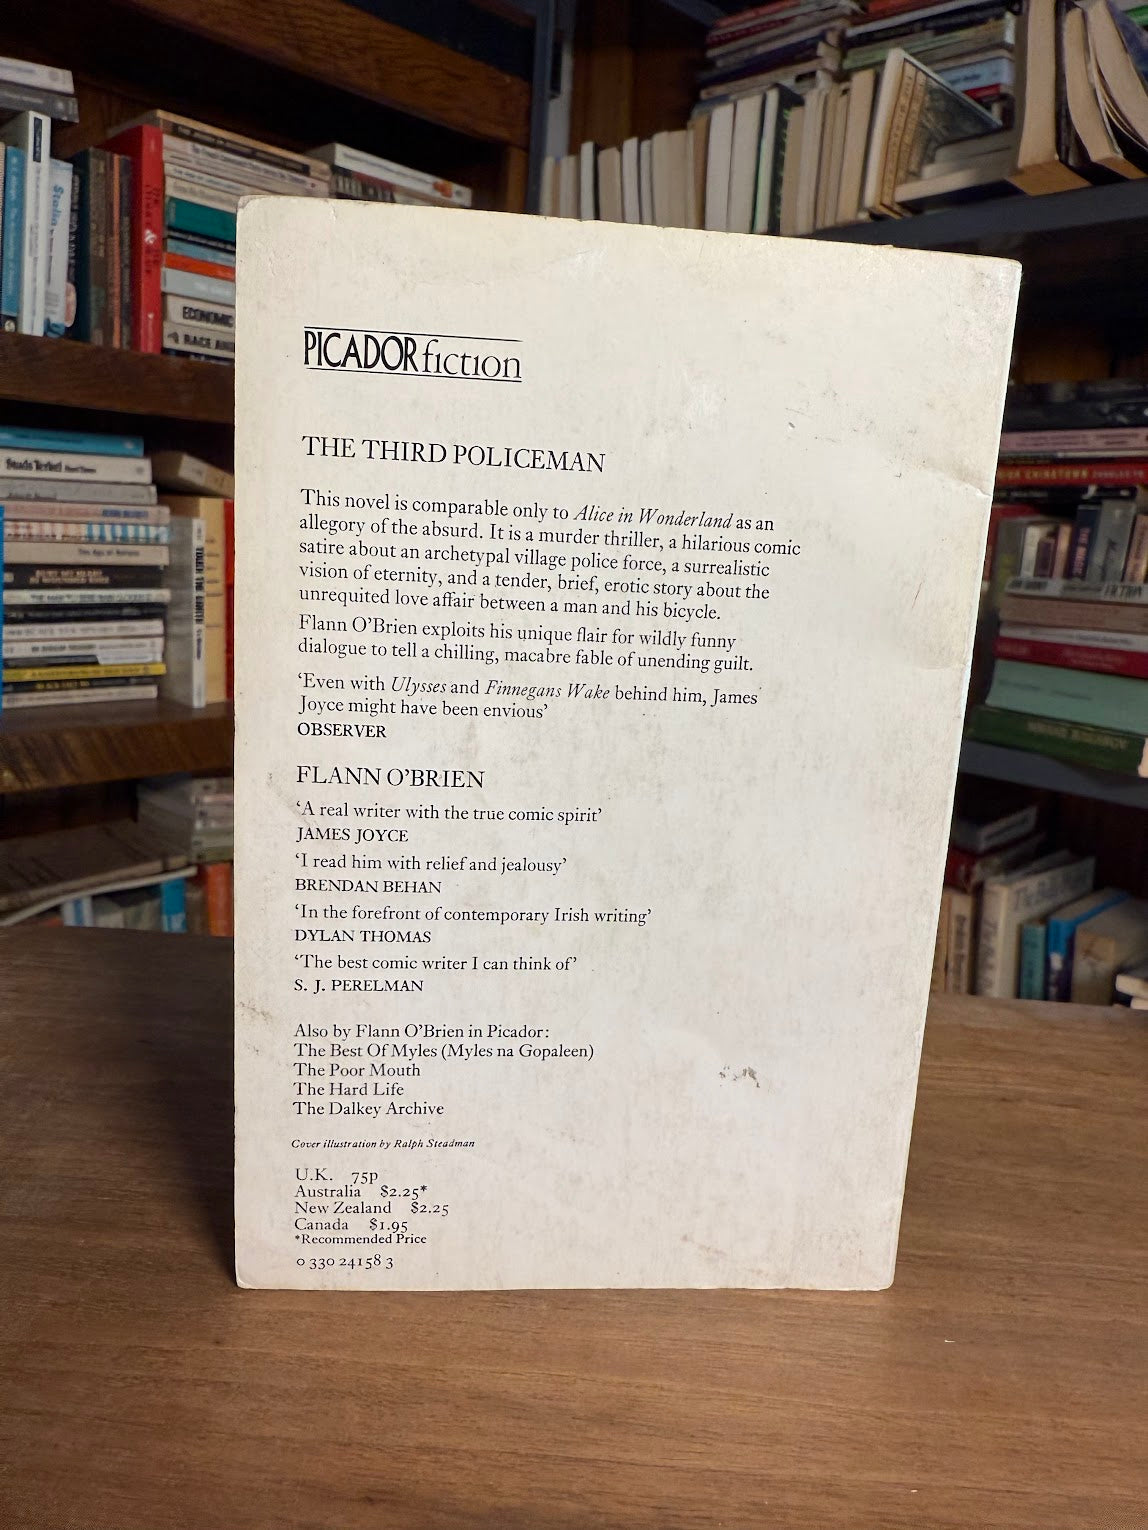 PICADOR fiction
THE THIRD POLICEMAN
This novel is comparable only to Alice in Wonderland as an
allegory of the absurd. It is a murder thriller, a hilarious comic
satire about an archetypal village police force, a surrealistic
vision of eternity, and a tender, brief, erotic story about the
unrequited love affair between a man and his bicycle.
Flann O'Brien exploits his unique flair for wildly funny
dialogue to tell a chilling, macabre fable of unending guilt.
‘Even with Ulysses and Finnegans Wake behind him, James
Joyce might have been envious’
OBSERVER
FLANN O'BRIEN
‘A real writer with the true comic spirit’
JAMES JOYCE
‘I read him with relief and jealousy’
BRENDAN BEHAN
‘In the forefront of contemporary Irish writing’
DYLAN THOMAS
‘The best comic writer I can think of’
S. J. PERELMAN
Also by Flann O'Brien in Picador:
The Best Of Myles (Myles na Gopaleen)
The Poor Mouth
The Hard Life
The Dalkey Archive
Cover illustration by Ralph Steadman
U.K. 75p
Australia $2.25*
New Zealand $2.25
Canada $1.95
*Recommended Price
0 330 24158 3
ECONOMIC
RACE AND
Studs Terkel